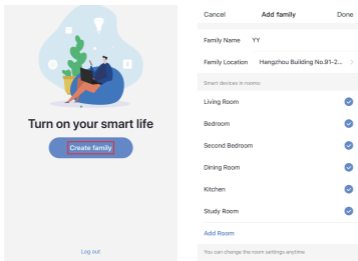 Turn on your smart life
Create family
Log out
Cancel Add family Done
Family Name YY
Family Location Hangzhou Building No.91-2...
Smart devices in rooms:
Living Room
Bedroom
Second Bedroom
Dining Room
Kitchen
Study Room
Add Room
You can change the room settings anytime